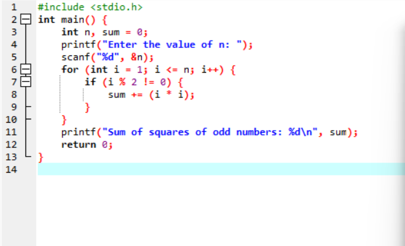 1 #include <stdio.h>
2 int main() {
3 int n, sum = 0;
4 printf("Enter the value of n: ");
5 scanf("%d", &n);
6 for (int i = 1; i <= n; i++) {
7 if (i % 2 != 0) {
8 sum += (i * i);
9 }
10 }
11 printf("Sum of squares of odd numbers: %d\n", sum);
12 return 0;
13 }
14